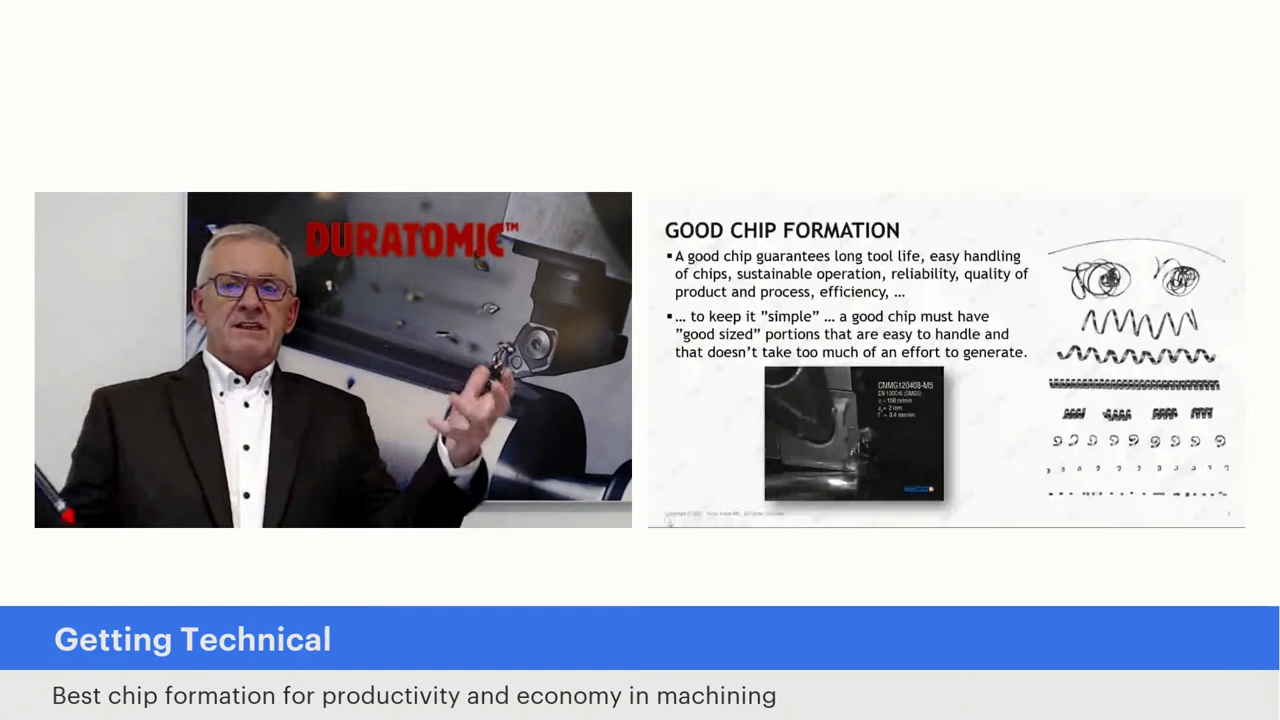 DURATOMIC™
GOOD CHIP FORMATION
▪A good chip guarantees long tool life, easy handling
of chips, sustainable operation, reliability, quality of
product and process, efficiency, …
▪… to keep it ”simple” … a good chip must have
”good sized” portions that are easy to handle and
that doesn’t take too much of an effort to generate.
CNMG120408-M5
Getting Technical
Best chip formation for productivity and economy in machining